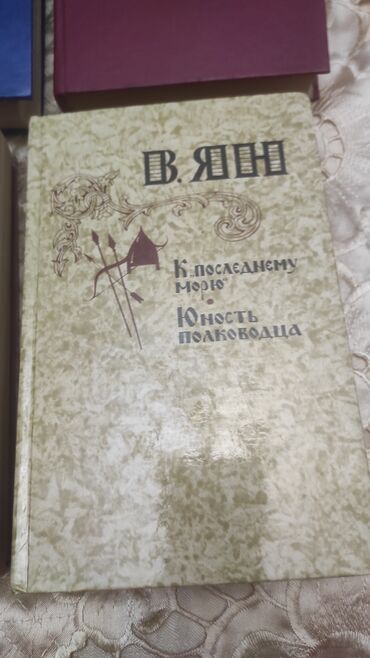 В. ЯН
К „последнему
морю“
Юность
полководца